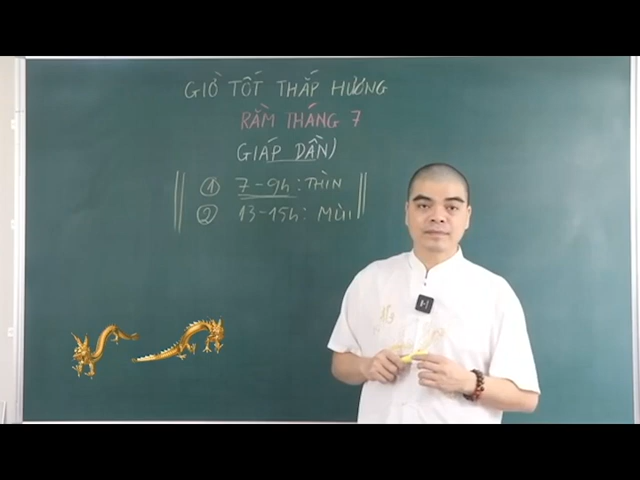 GIỜ TỐT THẮP HƯƠNG
RẰM THÁNG 7
GIÁP DẦN)
① 7-9h: THÌN
② 13-15h: MÙI